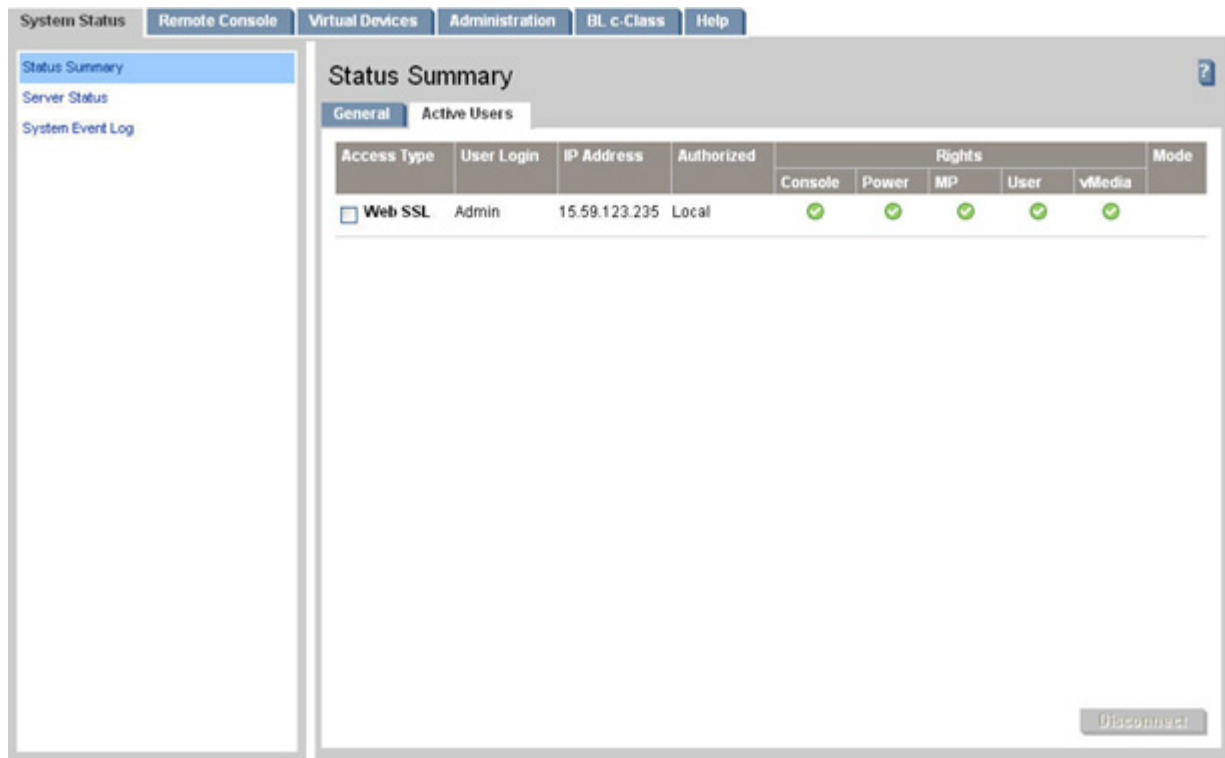 System Status Remote Console Virtual Devices Administration BL c-Class Help
Status Summary
Server Status
System Event Log
Status Summary ?
General Active Users
Access Type User Login IP Address Authorized Rights Mode
Console Power MP User vMedia
Web SSL Admin 15.59.123.235 Local
Disconnect